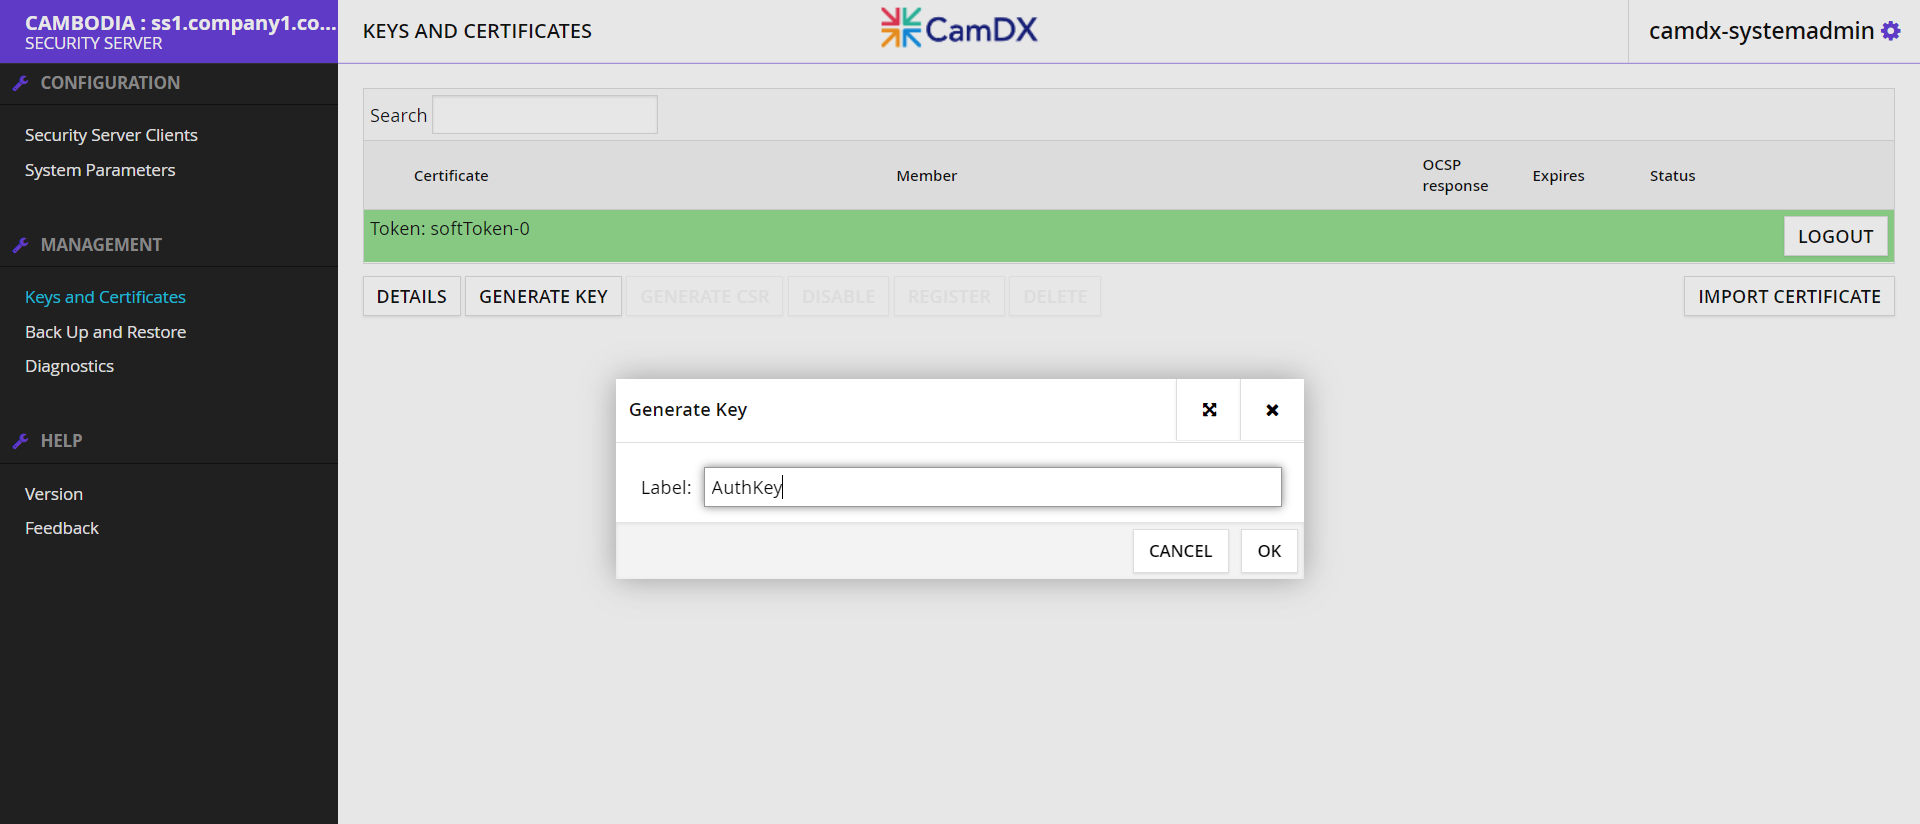 CAMBODIA : ss1.company1.co...
SECURITY SERVER
KEYS AND CERTIFICATES
CamDX
camdx-systemadmin
CONFIGURATION
Security Server Clients
System Parameters
MANAGEMENT
Keys and Certificates
Back Up and Restore
Diagnostics
HELP
Version
Feedback
Search
Certificate
Member
OCSP
response
Expires
Status
Token: softToken-0
LOGOUT
DETAILS
GENERATE KEY
GENERATE CSR
DISABLE
REGISTER
DELETE
IMPORT CERTIFICATE
Generate Key
Label:
AuthKey
CANCEL
OK